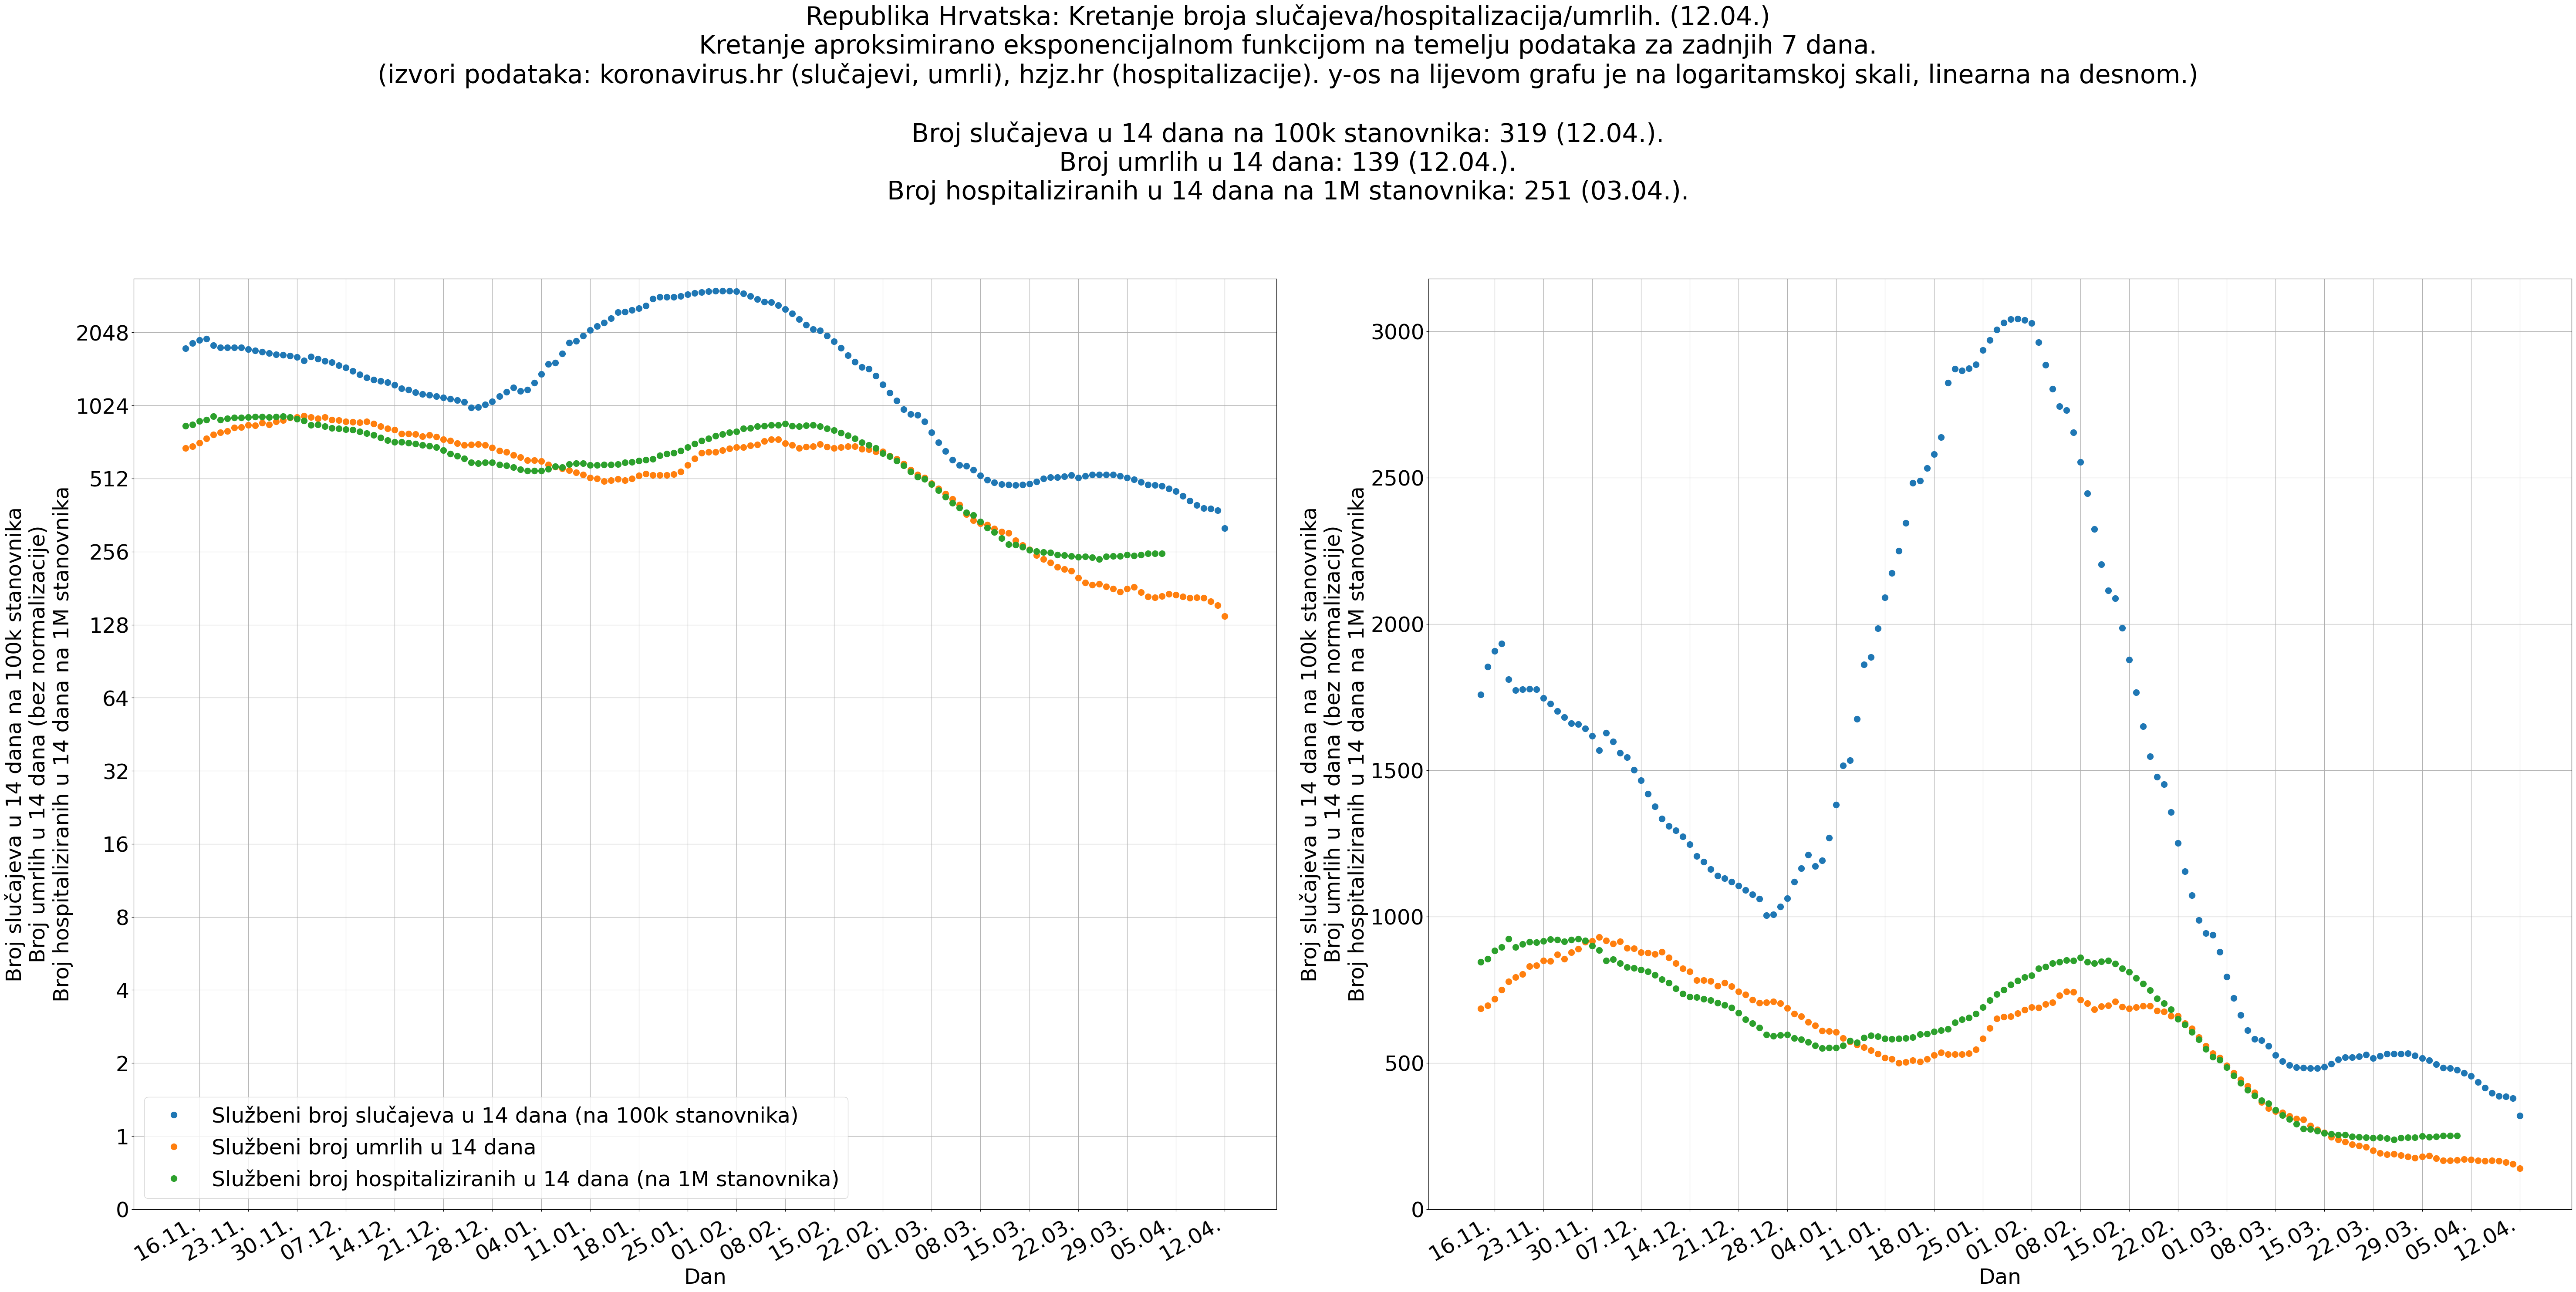 Republika Hrvatska: Kretanje broja slučajeva/hospitalizacija/umrlih. (12.04.)
Kretanje aproksimirano eksponencijalnom funkcijom na temelju podataka za zadnjih 7 dana.
(izvori podataka: koronavirus.hr (slučajevi, umrli), hzjz.hr (hospitalizacije). y-os na lijevom grafu je na logaritamskoj skali, linearna na desnom.)
Broj slučajeva u 14 dana na 100k stanovnika: 319 (12.04.).
Broj umrlih u 14 dana: 139 (12.04.).
Broj hospitaliziranih u 14 dana na 1M stanovnika: 251 (03.04.).
Broj slučajeva u 14 dana na 100k stanovnika
Broj umrlih u 14 dana (bez normalizacije)
Broj hospitaliziranih u 14 dana na 1M stanovnika
2048
1024
512
256
128
64
32
16
8
4
2
1
0
Službeni broj slučajeva u 14 dana (na 100k stanovnika)
Službeni broj umrlih u 14 dana
Službeni broj hospitaliziranih u 14 dana (na 1M stanovnika)
16.11. 23.11. 30.11. 07.12. 14.12. 21.12. 28.12. 04.01. 11.01. 18.01. 25.01. 01.02. 08.02. 15.02. 22.02. 01.03. 08.03. 15.03. 22.03. 29.03. 05.04. 12.04.
Dan
Broj slučajeva u 14 dana na 100k stanovnika
Broj umrlih u 14 dana (bez normalizacije)
Broj hospitaliziranih u 14 dana na 1M stanovnika
3000
2500
2000
1500
1000
500
0
16.11. 23.11. 30.11. 07.12. 14.12. 21.12. 28.12. 04.01. 11.01. 18.01. 25.01. 01.02. 08.02. 15.02. 22.02. 01.03. 08.03. 15.03. 22.03. 29.03. 05.04. 12.04.
Dan